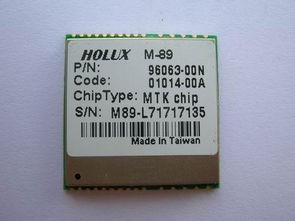 HOLUX M-89
P/N: 96063-00N
Code: 01014-00A
ChipType: MTK chip
S/N: M89-L71717135
Made In Taiwan